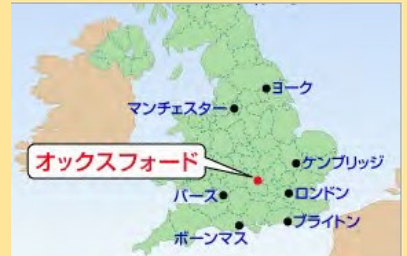 ヨーク
マンチェスター
オックスフォード
ケンブリッジ
バース
ロンドン
ブライトン
ボーンマス